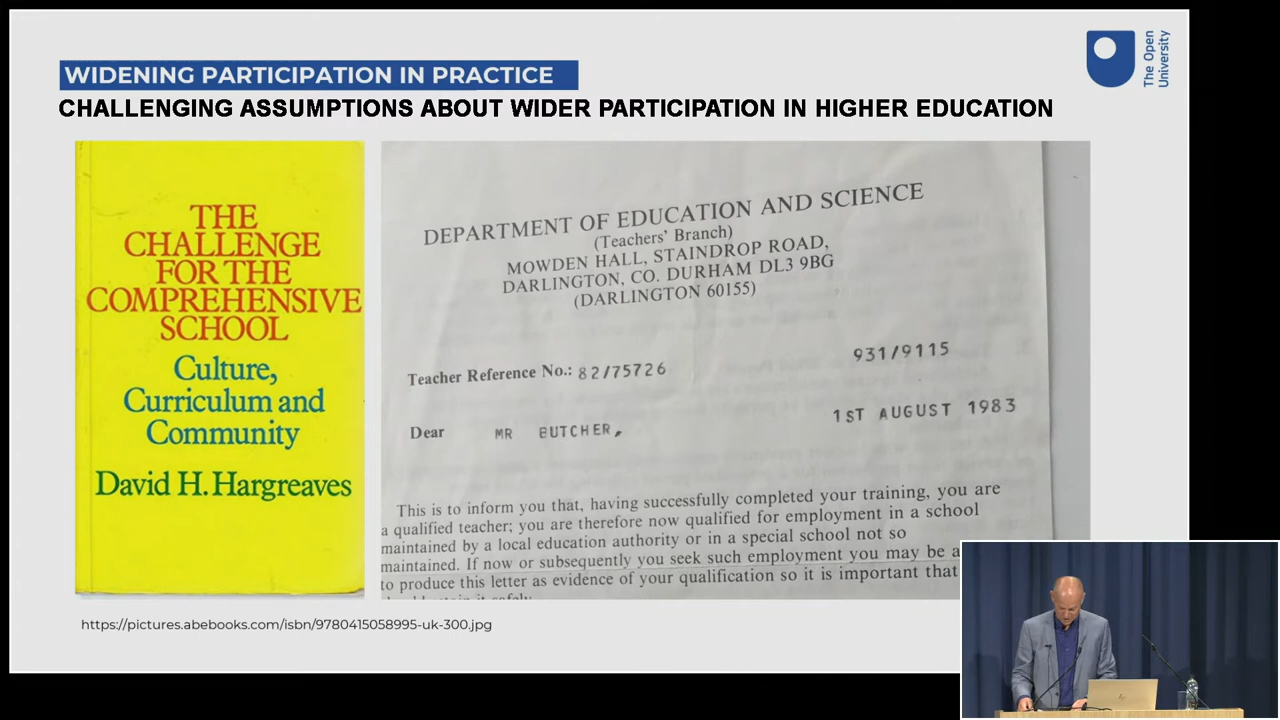 WIDENING PARTICIPATION IN PRACTICE
The Open
University
CHALLENGING ASSUMPTIONS ABOUT WIDER PARTICIPATION IN HIGHER EDUCATION
THE
CHALLENGE
FOR THE
COMPREHENSIVE
SCHOOL
Culture,
Curriculum and
Community
David H. Hargreaves
DEPARTMENT OF EDUCATION AND SCIENCE
(Teachers' Branch)
MOWDEN HALL, STAINDROP ROAD,
DARLINGTON, CO. DURHAM DL3 9BG
(DARLINGTON 60155)
931/9115
Teacher Reference No.: 82/75726
1ST AUGUST 1983
Dear MR BUTCHER,
This is to inform you that, having successfully completed your training, you are
a qualified teacher; you are therefore now qualified for employment in a school
maintained by a local education authority or in a special school not so
maintained. If now or subsequently you seek such employment you may be a
to produce this letter as evidence of your qualification so it is important that
https://pictures.abebooks.com/isbn/9780415058995-uk-300.jpg